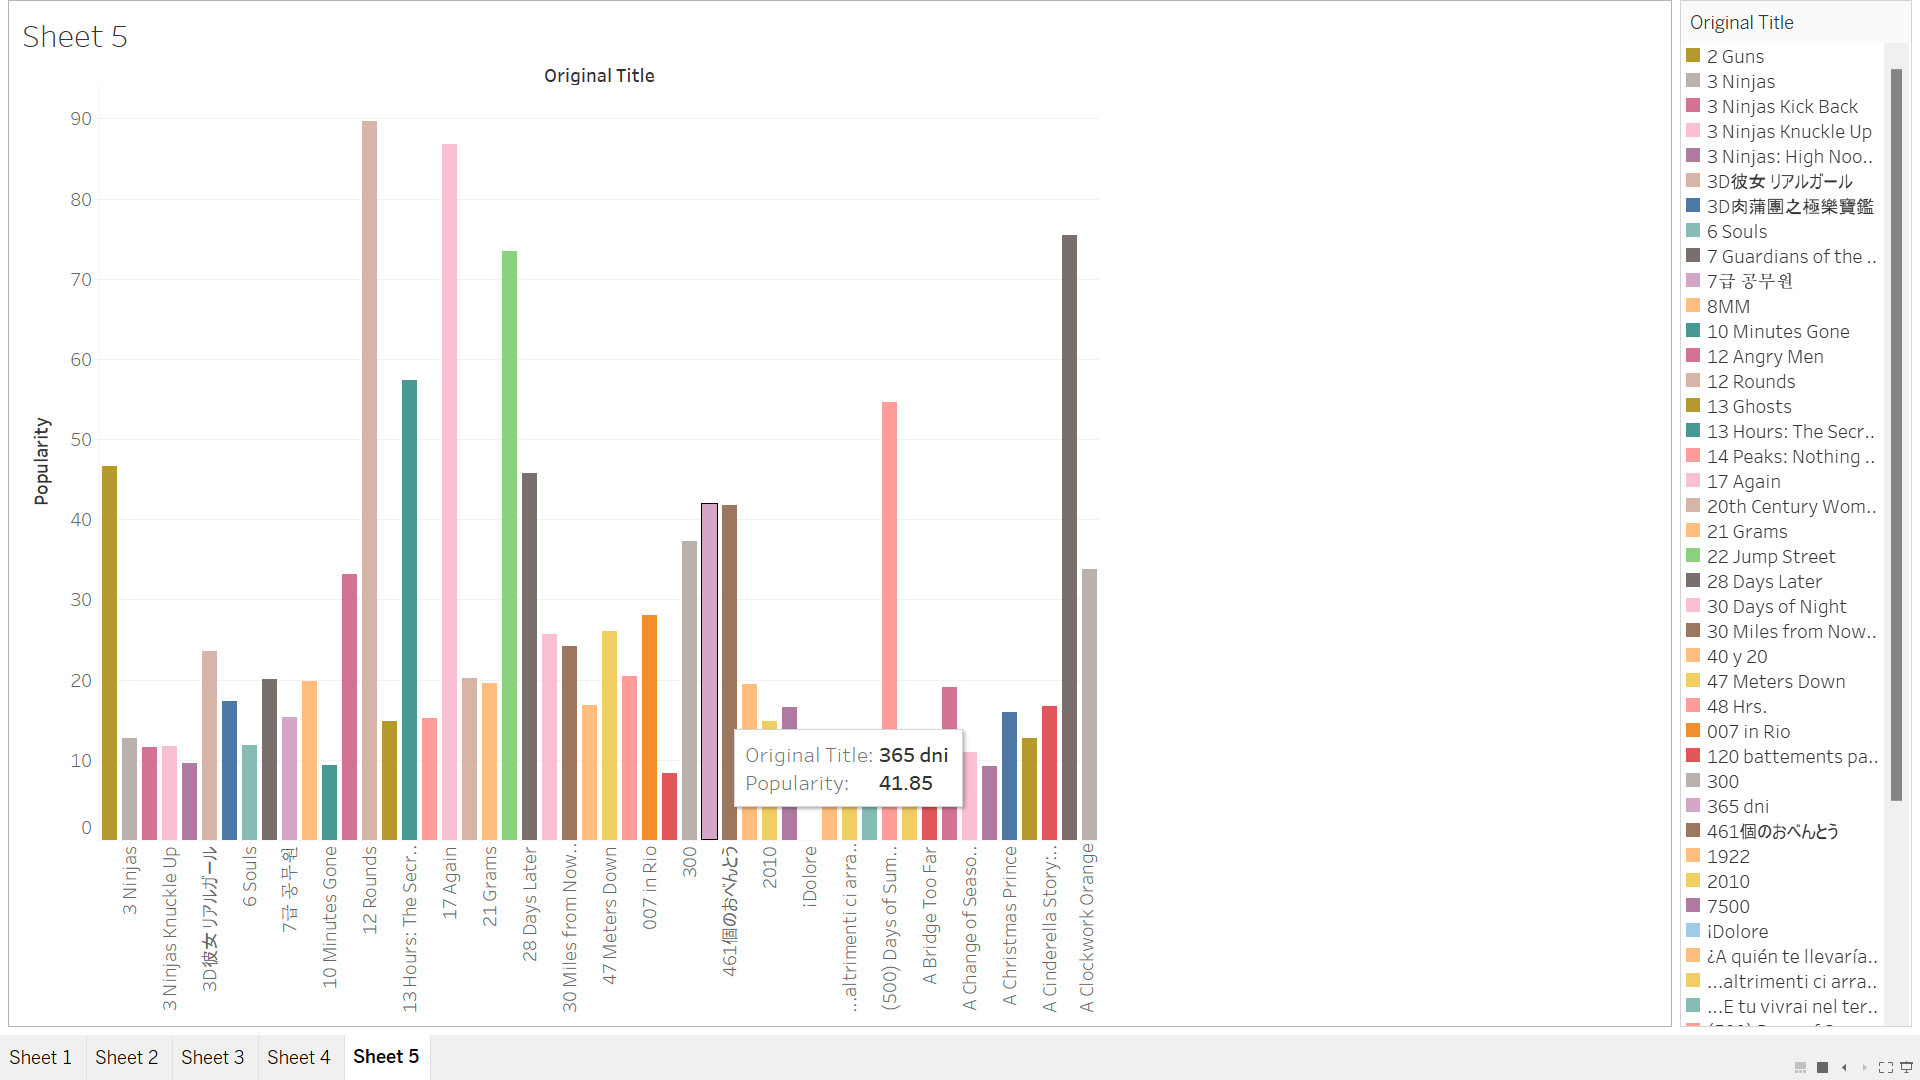 Sheet 5
Original Title
Popularity
90
80
70
60
50
40
30
20
10
0
3 Ninjas
3 Ninjas Knuckle Up
3D彼女 リアルガール
6 Souls
7급 공무원
10 Minutes Gone
12 Rounds
13 Hours: The Secr..
17 Again
21 Grams
28 Days Later
30 Miles from Now..
47 Meters Down
007 in Rio
300
461個のおべんとう
2010
¡Dolore
...altrimenti ci arra..
(500) Days of Sum..
A Bridge Too Far
A Change of Seaso..
A Christmas Prince
A Cinderella Story:..
A Clockwork Orange
Original Title: 365 dni
Popularity: 41.85
Original Title
2 Guns
3 Ninjas
3 Ninjas Kick Back
3 Ninjas Knuckle Up
3 Ninjas: High Noo..
3D彼女 リアルガール
3D肉蒲團之極樂寶鑑
6 Souls
7 Guardians of the ..
7급 공무원
8MM
10 Minutes Gone
12 Angry Men
12 Rounds
13 Ghosts
13 Hours: The Secr..
14 Peaks: Nothing ..
17 Again
20th Century Wom..
21 Grams
22 Jump Street
28 Days Later
30 Days of Night
30 Miles from Now..
40 y 20
47 Meters Down
48 Hrs.
007 in Rio
120 battements pa..
300
365 dni
461個のおべんとう
1922
2010
7500
¡Dolore
¿A quién te llevaría..
...altrimenti ci arra..
...E tu vivrai nel ter..
Sheet 1
Sheet 2
Sheet 3
Sheet 4
Sheet 5